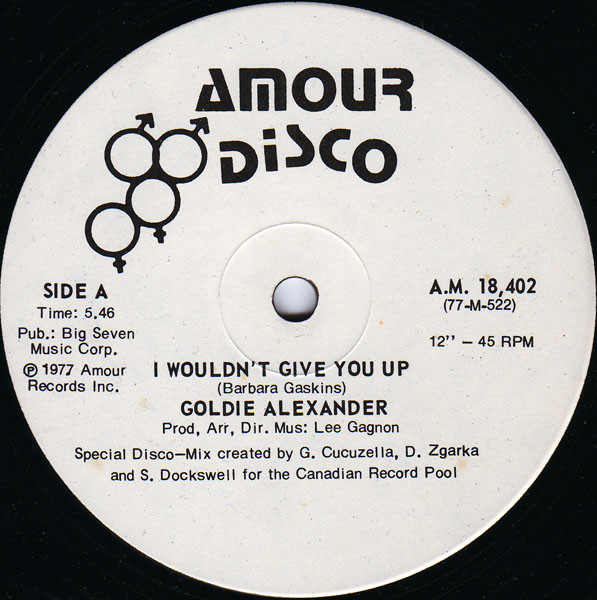 AMOUR
DiSCO
SIDE A
Time: 5.46
Pub.: Big Seven
Music Corp.
℗ 1977 Amour
Records Inc.
A.M. 18,402
(77-M-522)
12" – 45 RPM
I WOULDN'T GIVE YOU UP
(Barbara Gaskins)
GOLDIE ALEXANDER
Prod, Arr, Dir. Mus: Lee Gagnon
Special Disco–Mix created by G. Cucuzella, D. Zgarka
and S. Dockswell for the Canadian Record Pool